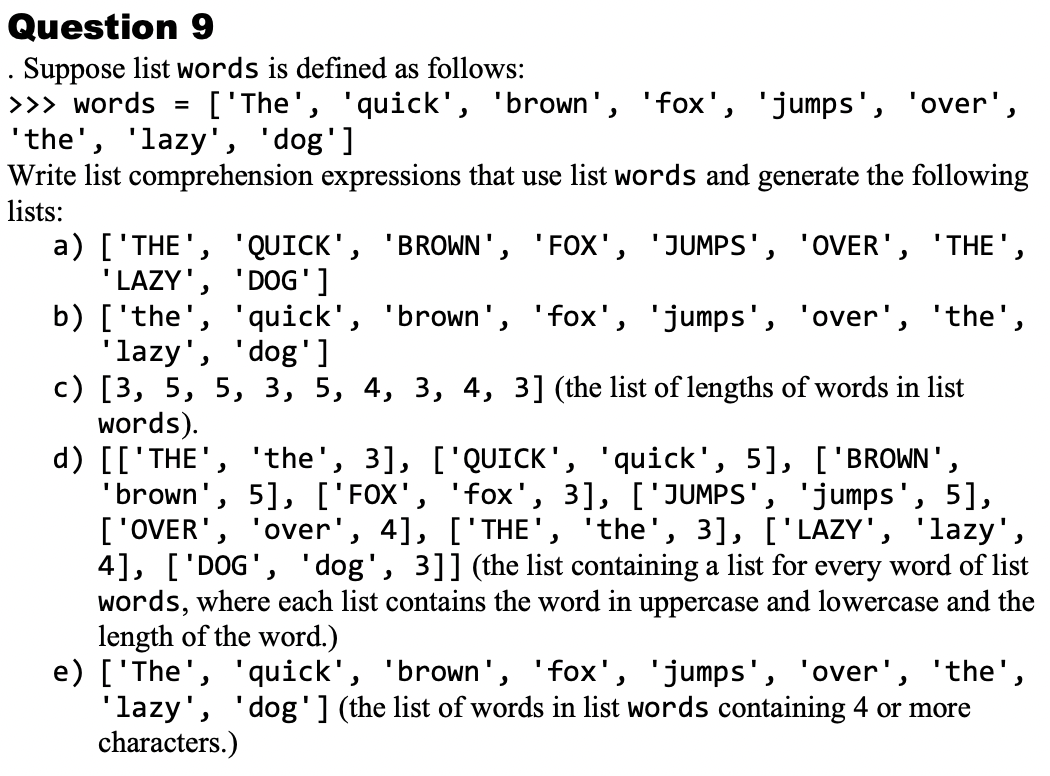 Question 9
. Suppose list words is defined as follows:
>>> words = ['The', 'quick', 'brown', 'fox', 'jumps', 'over',
'the', 'lazy', 'dog']
Write list comprehension expressions that use list words and generate the following
lists:
a) ['THE', 'QUICK', 'BROWN', 'FOX', 'JUMPS', 'OVER', 'THE',
'LAZY', 'DOG']
b) ['the', 'quick', 'brown', 'fox', 'jumps', 'over', 'the',
'lazy', 'dog']
c) [3, 5, 5, 3, 5, 4, 3, 4, 3] (the list of lengths of words in list
words).
d) [['THE', 'the', 3], ['QUICK', 'quick', 5], ['BROWN',
'brown', 5], ['FOX', 'fox', 3], ['JUMPS', 'jumps', 5],
['OVER', 'over', 4], ['THE', 'the', 3], ['LAZY', 'lazy',
4], ['DOG', 'dog', 3]] (the list containing a list for every word of list
words, where each list contains the word in uppercase and lowercase and the
length of the word.)
e) ['The', 'quick', 'brown', 'fox', 'jumps', 'over', 'the',
'lazy', 'dog'] (the list of words in list words containing 4 or more
characters.)